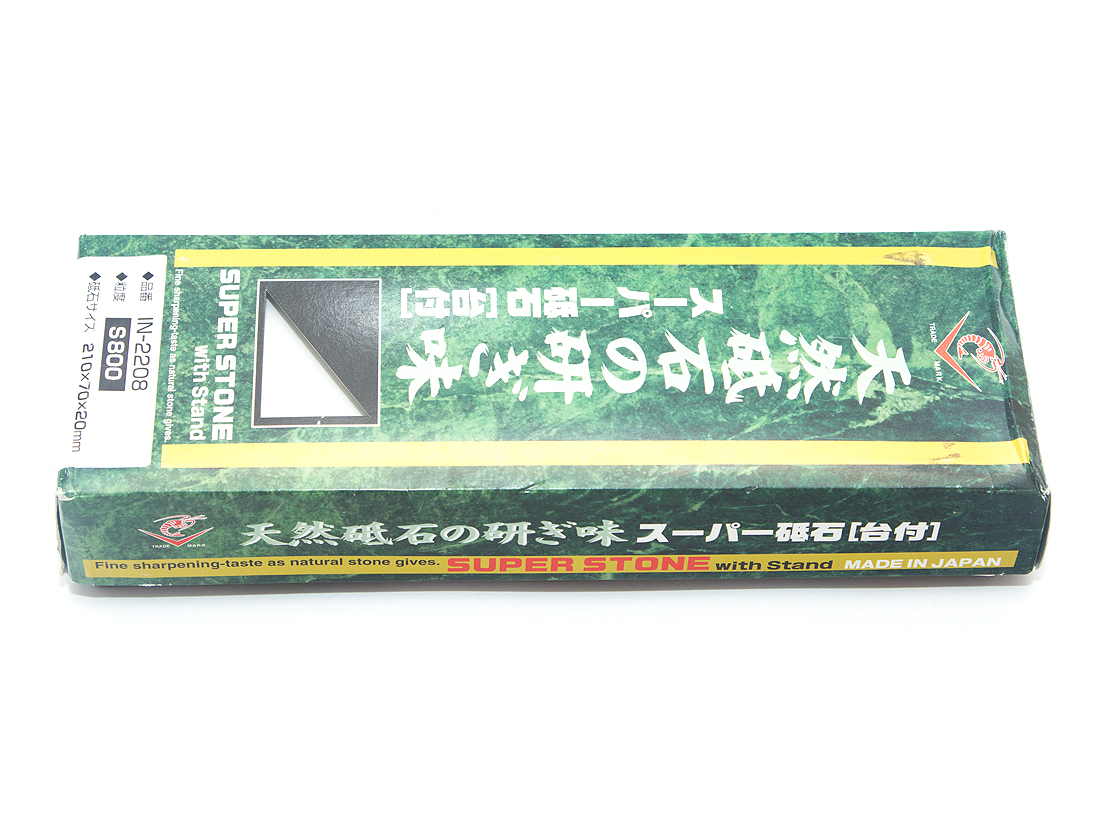 TRADE MARK
天然砥石の研ぎ味
スーパー砥石[台付]
SUPER STONE
with Stand
Fine sharpening-taste as natural stone gives.
◆品番 IN-2208
◆粒度 S800
◆砥石サイズ 210×70×20mm
TRADE MARK
天然砥石の研ぎ味 スーパー砥石[台付]
Fine sharpening-taste as natural stone gives. SUPER STONE with Stand MADE IN JAPAN